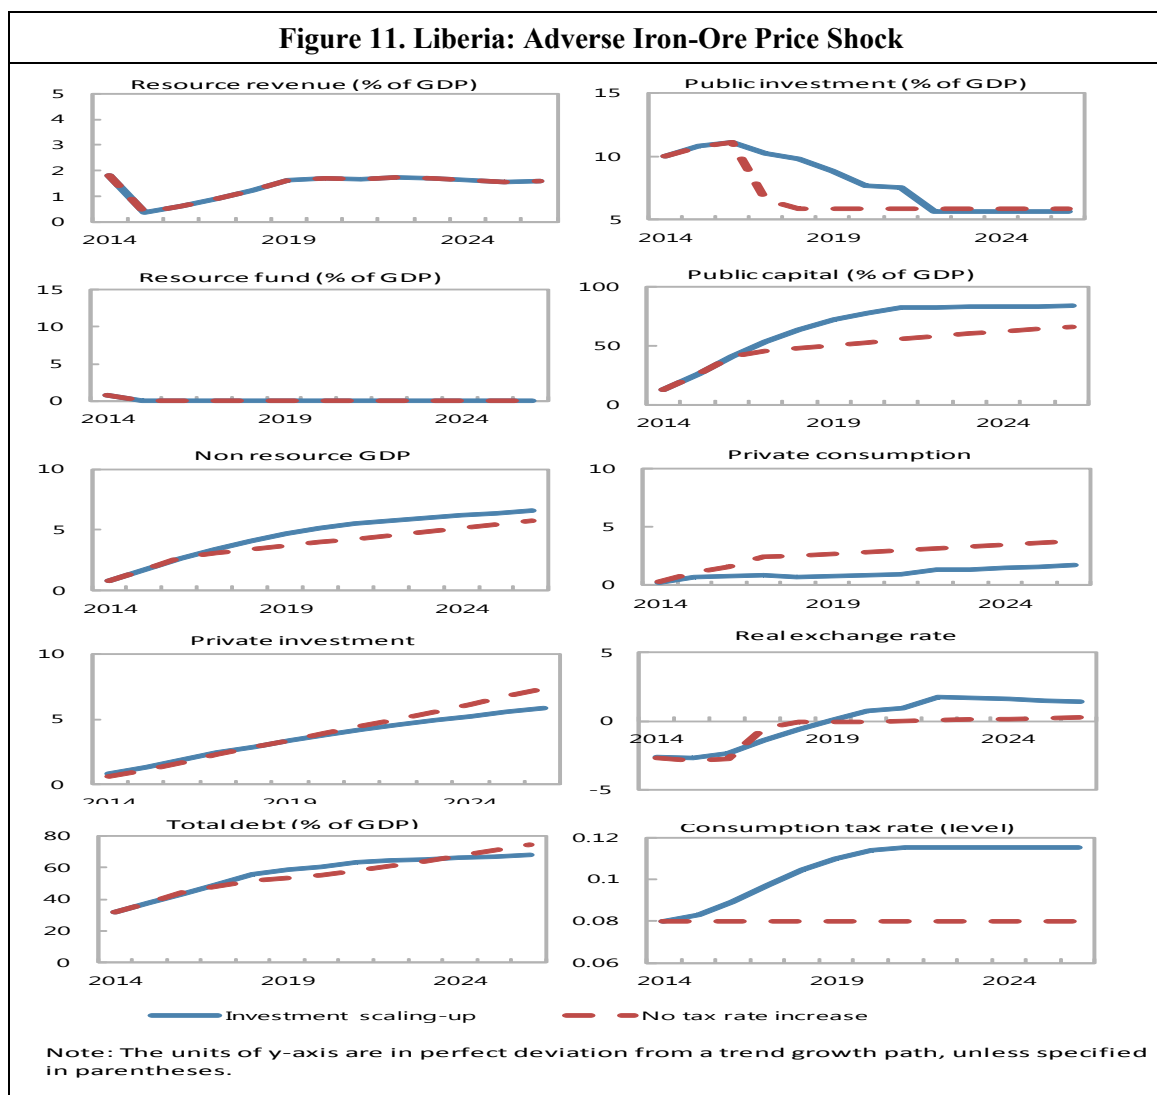 Figure 11. Liberia: Adverse Iron-Ore Price Shock
Resource revenue (% of GDP)
5
4
3
2
1
0
2014 2019 2024
Public investment (% of GDP)
15
10
5
2014 2019 2024
Resource fund (% of GDP)
15
10
5
0
2014 2019 2024
Public capital (% of GDP)
100
50
0
2014 2019 2024
Non resource GDP
10
5
0
2014 2019 2024
Private consumption
10
5
0
2014 2019 2024
Private investment
10
5
0
2014 2019 2024
Real exchange rate
5
0
-5
2014 2019 2024
Total debt (% of GDP)
80
60
40
20
0
2014 2019 2024
Consumption tax rate (level)
0.12
0.1
0.08
0.06
2014 2019 2024
Investment scaling-up No tax rate increase
Note: The units of y-axis are in perfect deviation from a trend growth path, unless specified
in parentheses.